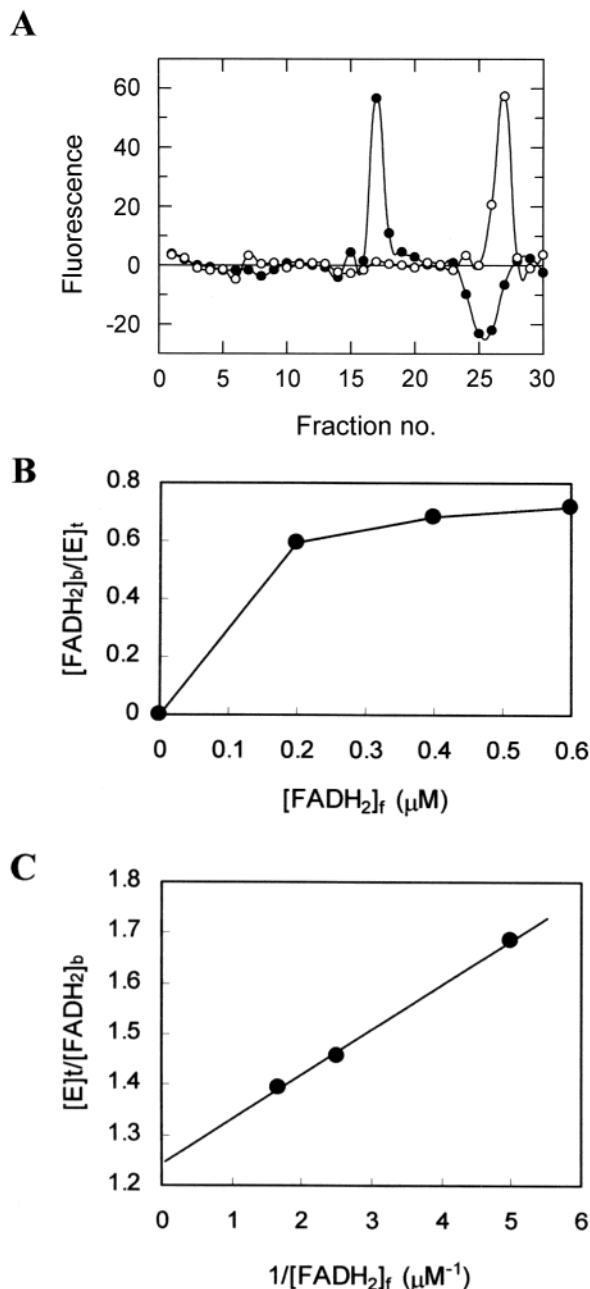 A
60
40
20
0
-20
Fluorescence
0 5 10 15 20 25 30
Fraction no.
B
0.8
0.6
0.4
0.2
0
[FADH₂]b/[E]t
0 0.1 0.2 0.3 0.4 0.5 0.6
[FADH₂]f (μM)
C
1.8
1.7
1.6
1.5
1.4
1.3
1.2
[E]t/[FADH₂]b
0 1 2 3 4 5 6
1/[FADH₂]f (μM⁻¹)